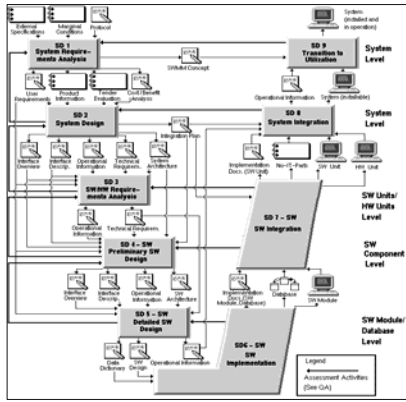 External
Specifications
Marginal
Conditions
Protocol
System
(installed
and in
operation)
SD 1
System Require-
ments Analysis
SD 9
Transition to
Utilization
System
Level
SWMM Concept
User
Requirements
Product
Information
Tender
Evaluation
Cost/Benefit
Analysis
Operational Information
System (installable)
SD 2
System Design
Integration Plan
SD 8
System Integration
System
Level
Interface
Overview
Interface
Descrip.
Operational
Information
Technical
Requirem.
System
Architecture
Implementation
Docs. (SW Unit)
No-IT-Parts
SW Unit
HW Unit
SD 3
SW/HW Require-
ments Analysis
SW Units/
HW Units
Level
Operational
Information
Technical
Requirem.
SD 7 – SW
SW Integration
SD 4 – SW
Preliminary SW
Design
SW
Component
Level
Interface
Overview
Interface
Descrip.
Operational
Information
SW
Architecture
Implementation
Docs. (SW
Module, Database)
Database
SW Module
SD 5 – SW
Detailed SW
Design
SW Module/
Database
Level
SD6 – SW
SW
Implementation
Data
Dictionary
SW
Design
Operational Information
Legend
Assessment Activities
(See QA)